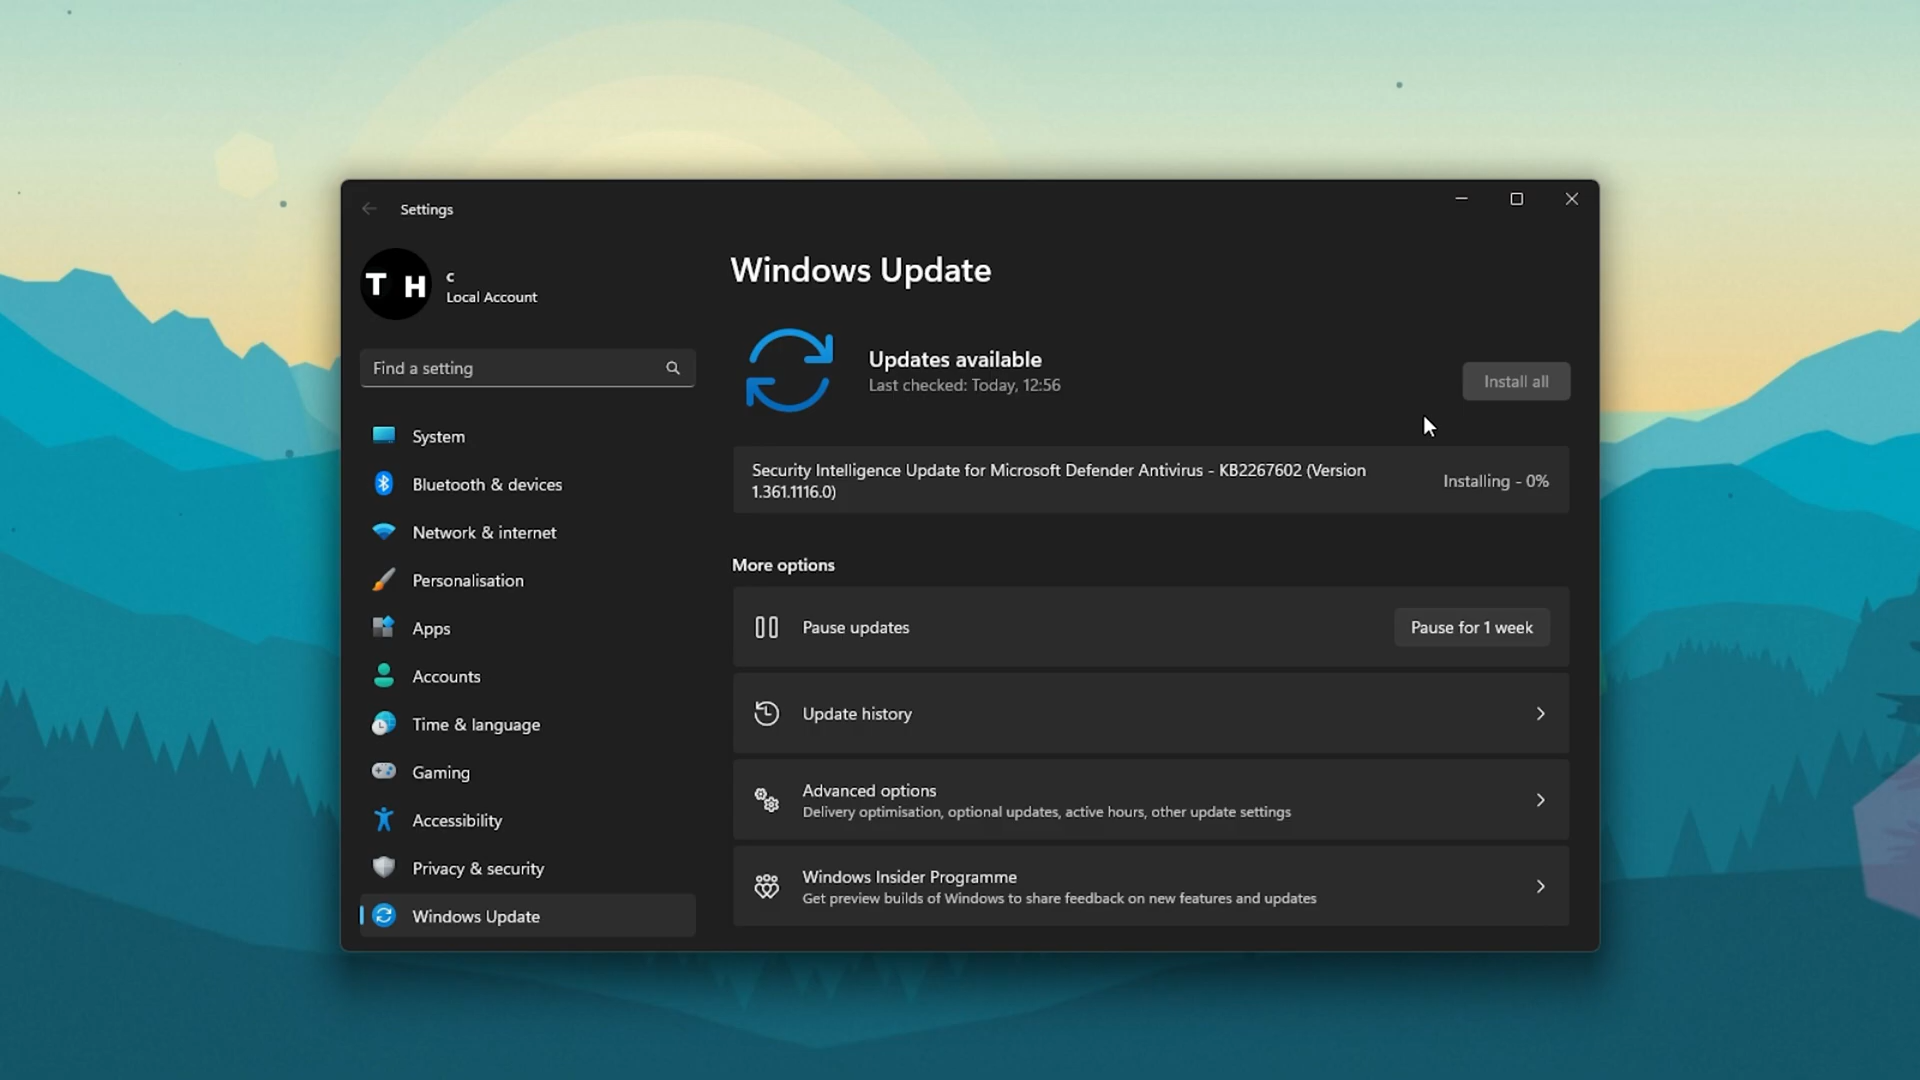 Settings
T H
c
Local Account
Find a setting
System
Bluetooth & devices
Network & internet
Personalisation
Apps
Accounts
Time & language
Gaming
Accessibility
Privacy & security
Windows Update
Windows Update
Updates available
Last checked: Today, 12:56
Install all
Security Intelligence Update for Microsoft Defender Antivirus - KB2267602 (Version
1.361.1116.0)
Installing - 0%
More options
Pause updates
Pause for 1 week
Update history
Advanced options
Delivery optimisation, optional updates, active hours, other update settings
Windows Insider Programme
Get preview builds of Windows to share feedback on new features and updates